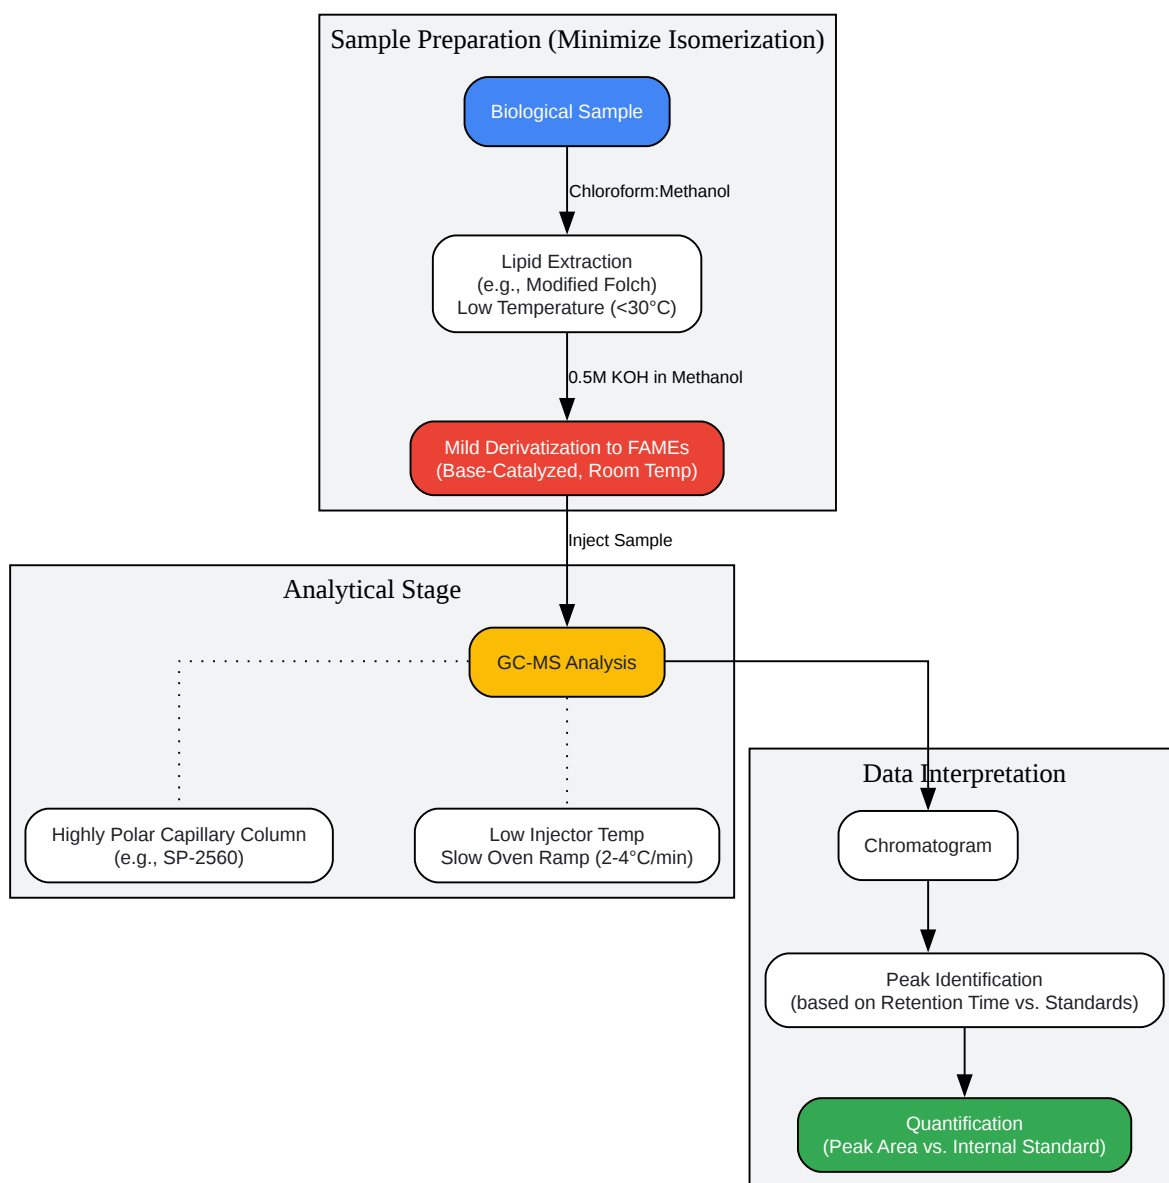 Sample Preparation (Minimize Isomerization)
Biological Sample
Chloroform:Methanol
Lipid Extraction
(e.g., Modified Folch)
Low Temperature (<30°C)
0.5M KOH in Methanol
Mild Derivatization to FAMEs
(Base-Catalyzed, Room Temp)
Inject Sample
Analytical Stage
GC-MS Analysis
Highly Polar Capillary Column
(e.g., SP-2560)
Low Injector Temp
Slow Oven Ramp (2-4°C/min)
Data Interpretation
Chromatogram
Peak Identification
(based on Retention Time vs. Standards)
Quantification
(Peak Area vs. Internal Standard)